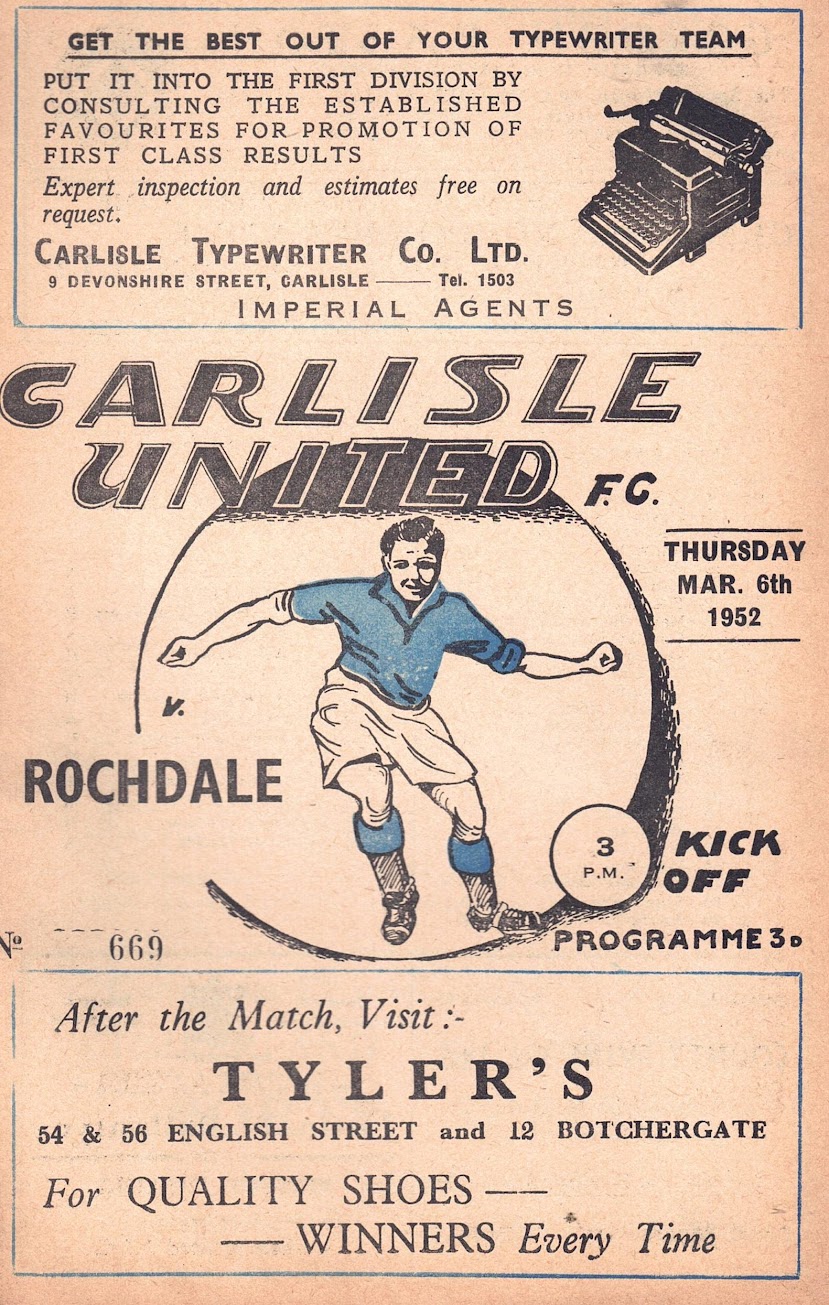 GET THE BEST OUT OF YOUR TYPEWRITER TEAM
PUT IT INTO THE FIRST DIVISION BY
CONSULTING THE ESTABLISHED
FAVOURITES FOR PROMOTION OF
FIRST CLASS RESULTS
Expert inspection and estimates free on
request.
CARLISLE TYPEWRITER CO. LTD.
9 DEVONSHIRE STREET, CARLISLE —— Tel. 1503
IMPERIAL AGENTS
CARLISLE
UNITED F.C.
THURSDAY
MAR. 6th
1952
v.
ROCHDALE
3
P.M.
KICK
OFF
Nº 669
PROGRAMME 3D
After the Match, Visit :-
TYLER'S
54 & 56 ENGLISH STREET and 12 BOTCHERGATE
For QUALITY SHOES ——
—— WINNERS Every Time